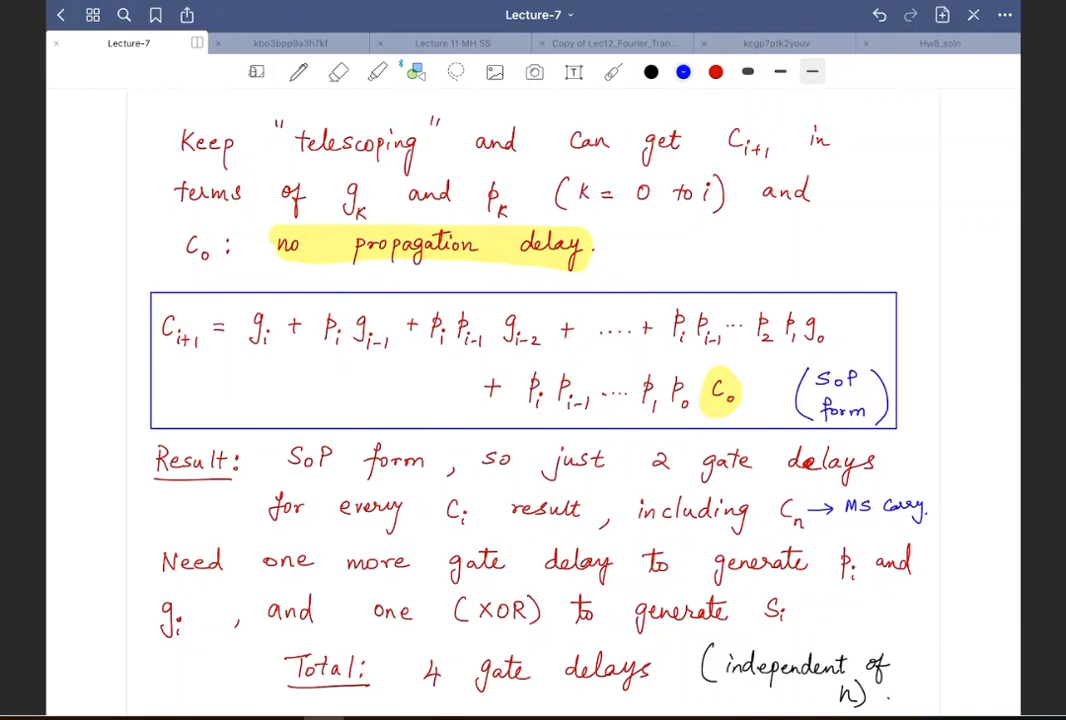 Lecture-7
Lecture-7 kbo3bpp9a3h7kf Lecture 11 MH SS Copy of Lec12_Fourier_Tran... kcgp7ptk2youv Hw8_soln
Keep "telescoping" and can get C_{i+1} in
terms of g_K and p_K (K = 0 to i) and
C_0 : no propagation delay.
C_{i+1} = g_i + p_i g_{i-1} + p_i p_{i-1} g_{i-2} + .... + p_i p_{i-1} ... p_2 p_1 g_0
+ p_i p_{i-1} .... p_1 p_0 C_0 (SoP
form)
Result: SoP form, so just 2 gate delays
for every C_i result, including C_n → MS Carry.
Need one more gate delay to generate p_i and
g_i , and one (XOR) to generate S_i
Total: 4 gate delays (independent of
n).